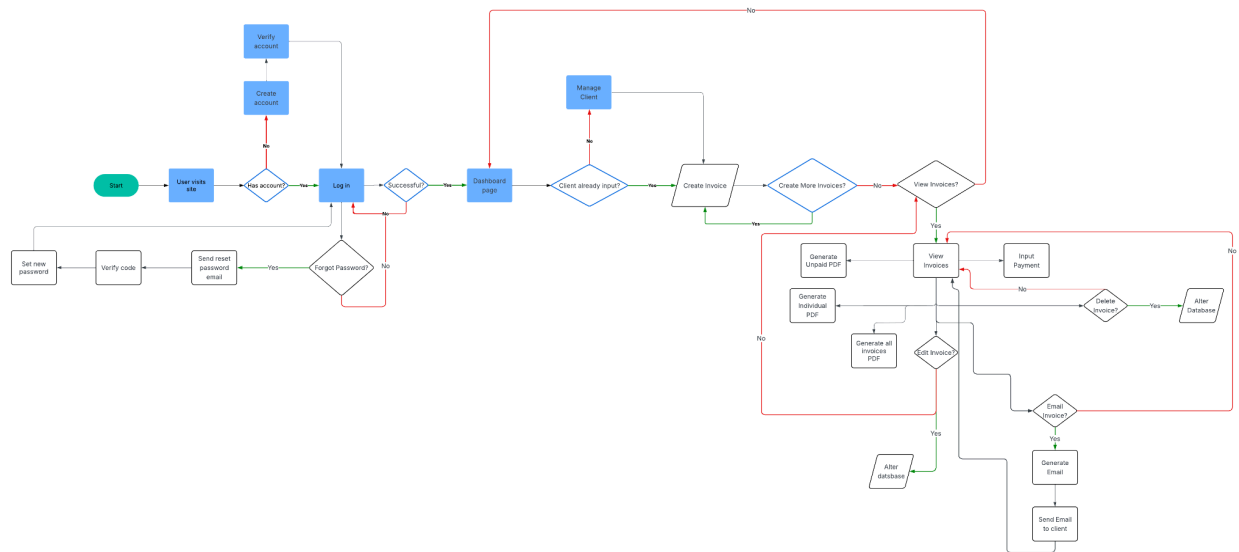 No
Verify
account
Create
account
Manage
Client
No
No
Start
User visits
site
Has account?
Yes
Log in
Successful?
Yes
Dashboard
page
Client already input?
Yes
Create Invoice
Create More Invoices?
No
View Invoices?
No
Yes
Yes
Set new
password
Verify code
Send reset
password
email
Yes
Forgot Password?
No
Generate
Unpaid PDF
View
Invoices
Input
Payment
No
No
Generate
Individual
PDF
Delete
Invoice?
Yes
Alter
Database
No
Generate all
invoices
PDF
Edit Invoice?
Email
Invoice?
Yes
Yes
Alter
datsbase
Generate
Email
Send Email
to client